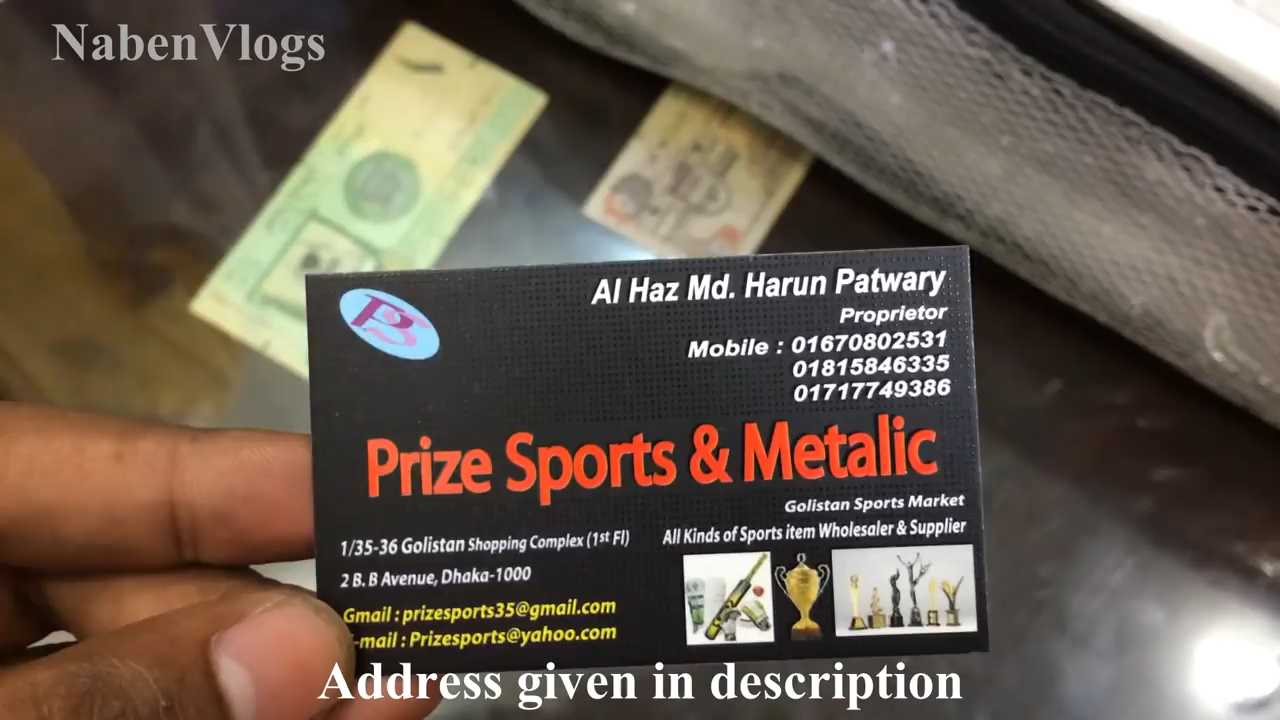 NabenVlogs
PS
Al Haz Md. Harun Patwary
Proprietor
Mobile : 01670802531
01815846335
01717749386
Prize Sports & Metalic
Golistan Sports Market
All Kinds of Sports item Wholesaler & Supplier
1/35-36 Golistan Shopping Complex (1st Fl)
2 B. B Avenue, Dhaka-1000
Gmail : prizesports35@gmail.com
-mail : Prizesports@yahoo.com
Address given in description